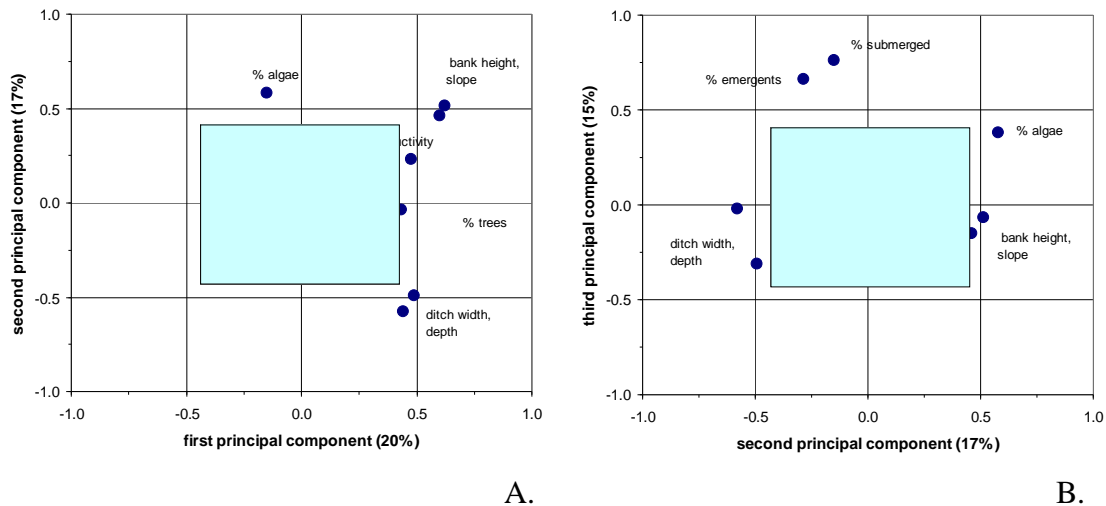 1.0
0.5
0.0
-0.5
-1.0
-1.0
-0.5
0.0
0.5
1.0
second principal component (17%)
first principal component (20%)
% algae
bank height,
slope
% trees
ditch width,
depth
A.
1.0
0.5
0.0
-0.5
-1.0
-1.0
-0.5
0.0
0.5
1.0
third principal component (15%)
second principal component (17%)
% submerged
% emergents
% algae
ditch width,
depth
bank height,
slope
B.